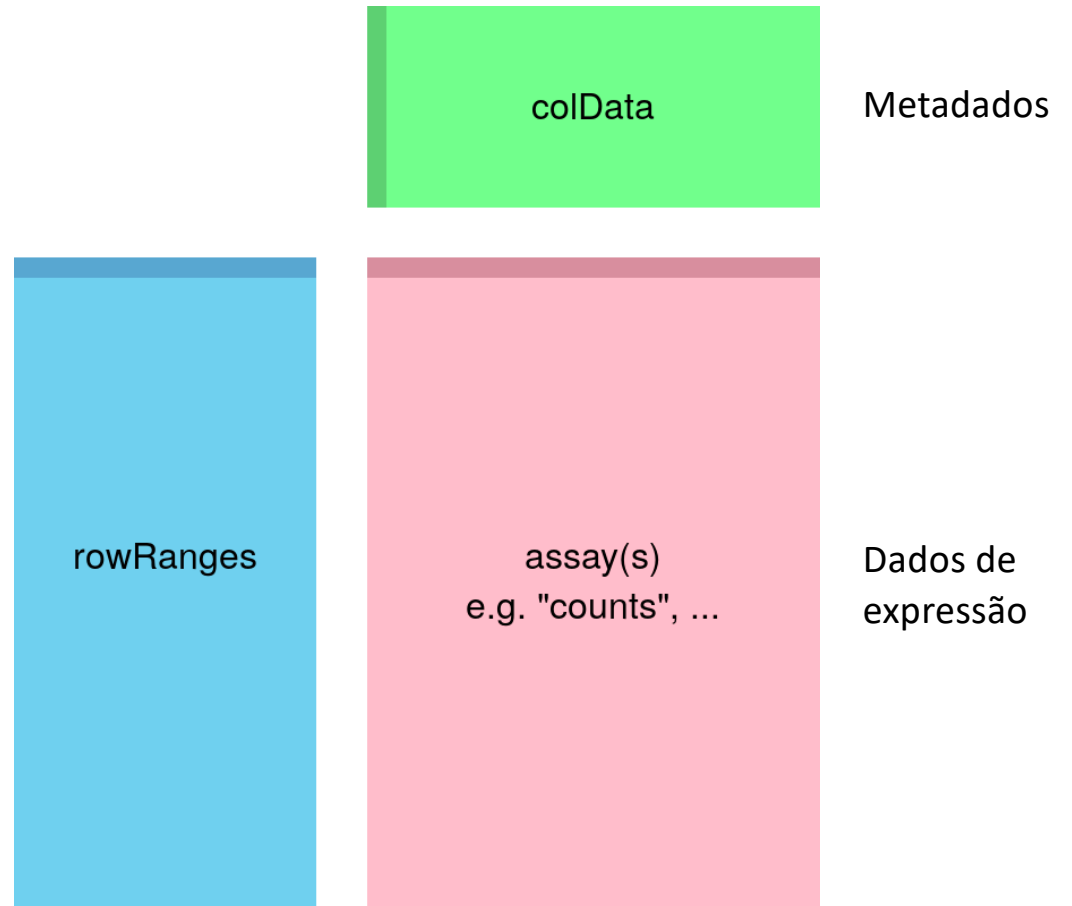 colData
Metadados
rowRanges
assay(s)
e.g. "counts", ...
Dados de
expressão